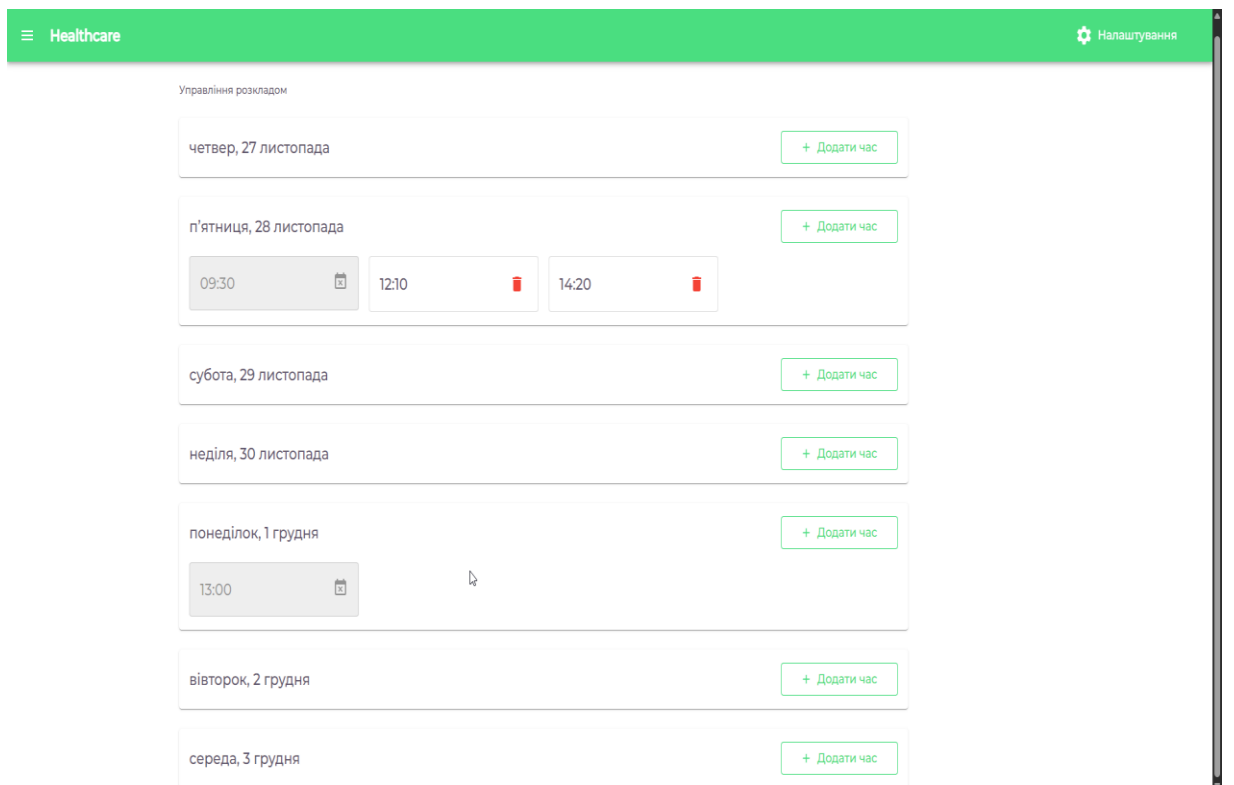 Healthcare
Налаштування
Управління розкладом
четвер, 27 листопада
+ Додати час
п'ятниця, 28 листопада
+ Додати час
09:30
12:10
14:20
субота, 29 листопада
+ Додати час
неділя, 30 листопада
+ Додати час
понеділок, 1 грудня
+ Додати час
13:00
вівторок, 2 грудня
+ Додати час
середа, 3 грудня
+ Додати час